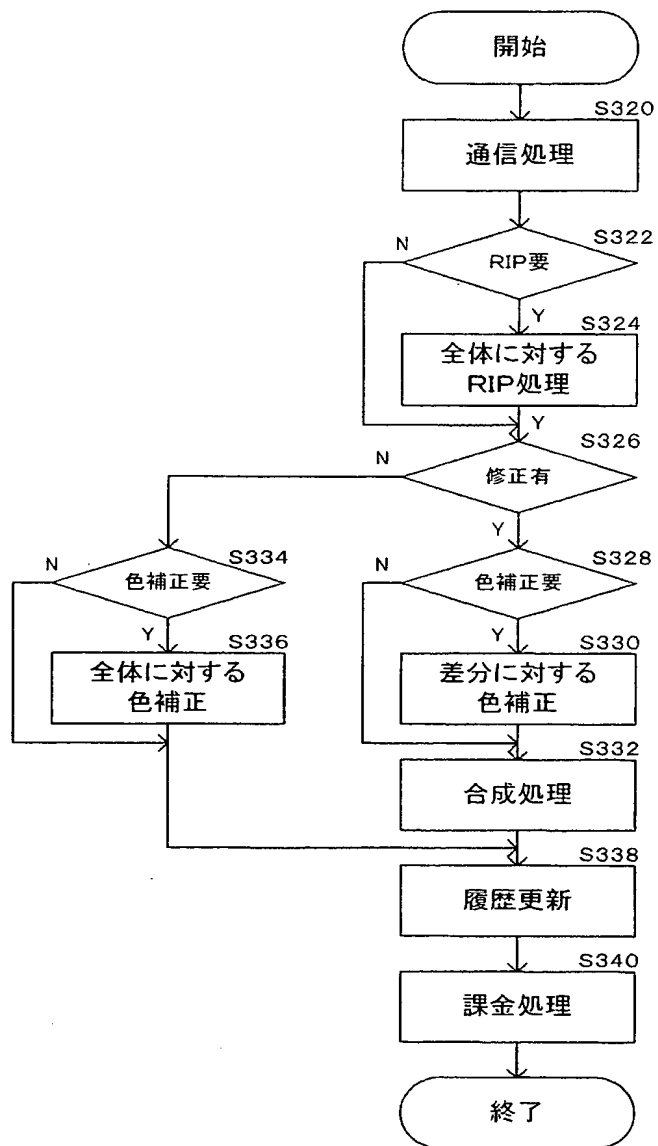 開始
S320
通信処理
S322
N
RIP要
Y
S324
全体に対する
RIP処理
Y
S326
N
修正有
Y
S334
N
色補正要
Y
S336
全体に対する
色補正
S328
N
色補正要
Y
S330
差分に対する
色補正
S332
合成処理
S338
履歴更新
S340
課金処理
終了